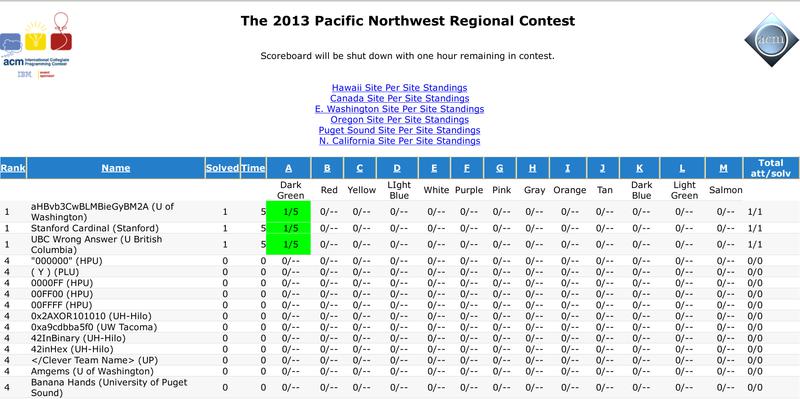 The 2013 Pacific Northwest Regional Contest
acm International Collegiate Programming Contest
IBM. event sponsor
acm
Scoreboard will be shut down with one hour remaining in contest.
Hawaii Site Per Site Standings
Canada Site Per Site Standings
E. Washington Site Per Site Standings
Oregon Site Per Site Standings
Puget Sound Site Per Site Standings
N. California Site Per Site Standings
Rank Name Solved Time A B C D E F G H I J K L M Total att/solv
Dark Green Red Yellow LIght Blue White Purple Pink Gray Orange Tan Dark Blue Light Green Salmon
1 aHBvb3CwBLMBieGyBM2A (U of Washington) 1 5 1/5 0/-- 0/-- 0/-- 0/-- 0/-- 0/-- 0/-- 0/-- 0/-- 0/-- 0/-- 0/-- 1/1
1 Stanford Cardinal (Stanford) 1 5 1/5 0/-- 0/-- 0/-- 0/-- 0/-- 0/-- 0/-- 0/-- 0/-- 0/-- 0/-- 0/-- 1/1
1 UBC Wrong Answer (U British Columbia) 1 5 1/5 0/-- 0/-- 0/-- 0/-- 0/-- 0/-- 0/-- 0/-- 0/-- 0/-- 0/-- 0/-- 1/1
4 "000000" (HPU) 0 0 0/-- 0/-- 0/-- 0/-- 0/-- 0/-- 0/-- 0/-- 0/-- 0/-- 0/-- 0/-- 0/-- 0/0
4 ( Y ) (PLU) 0 0 0/-- 0/-- 0/-- 0/-- 0/-- 0/-- 0/-- 0/-- 0/-- 0/-- 0/-- 0/-- 0/-- 0/0
4 0000FF (HPU) 0 0 0/-- 0/-- 0/-- 0/-- 0/-- 0/-- 0/-- 0/-- 0/-- 0/-- 0/-- 0/-- 0/-- 0/0
4 00FF00 (HPU) 0 0 0/-- 0/-- 0/-- 0/-- 0/-- 0/-- 0/-- 0/-- 0/-- 0/-- 0/-- 0/-- 0/-- 0/0
4 00FFFF (HPU) 0 0 0/-- 0/-- 0/-- 0/-- 0/-- 0/-- 0/-- 0/-- 0/-- 0/-- 0/-- 0/-- 0/-- 0/0
4 0x2AXOR101010 (UH-Hilo) 0 0 0/-- 0/-- 0/-- 0/-- 0/-- 0/-- 0/-- 0/-- 0/-- 0/-- 0/-- 0/-- 0/-- 0/0
4 0xa9cdbba5f0 (UW Tacoma) 0 0 0/-- 0/-- 0/-- 0/-- 0/-- 0/-- 0/-- 0/-- 0/-- 0/-- 0/-- 0/-- 0/-- 0/0
4 42InBinary (UH-Hilo) 0 0 0/-- 0/-- 0/-- 0/-- 0/-- 0/-- 0/-- 0/-- 0/-- 0/-- 0/-- 0/-- 0/-- 0/0
4 42inHex (UH-Hilo) 0 0 0/-- 0/-- 0/-- 0/-- 0/-- 0/-- 0/-- 0/-- 0/-- 0/-- 0/-- 0/-- 0/-- 0/0
4 </Clever Team Name> (UP) 0 0 0/-- 0/-- 0/-- 0/-- 0/-- 0/-- 0/-- 0/-- 0/-- 0/-- 0/-- 0/-- 0/-- 0/0
4 Amgems (U of Washington) 0 0 0/-- 0/-- 0/-- 0/-- 0/-- 0/-- 0/-- 0/-- 0/-- 0/-- 0/-- 0/-- 0/-- 0/0
4 Banana Hands (University of Puget Sound) 0 0 0/-- 0/-- 0/-- 0/-- 0/-- 0/-- 0/-- 0/-- 0/-- 0/-- 0/-- 0/-- 0/-- 0/0